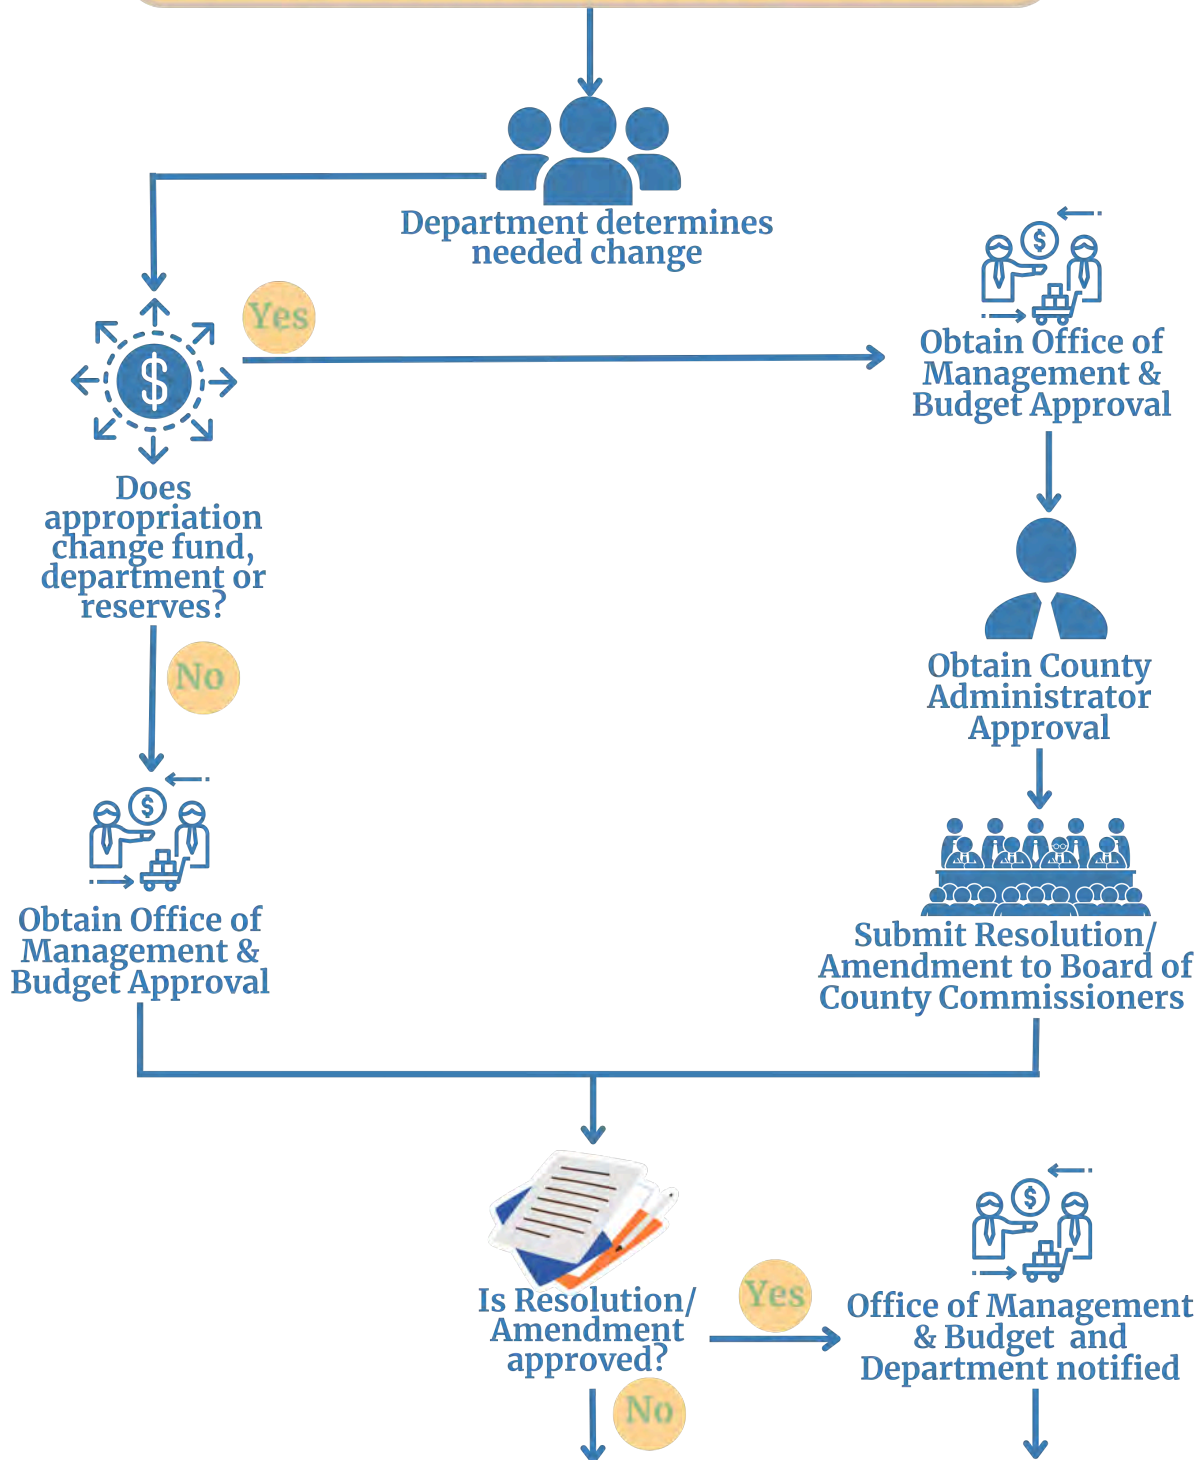 Department determines
needed change
Yes
Obtain Office of
Management &
Budget Approval
Does
appropriation
change fund,
department or
reserves?
No
Obtain County
Administrator
Approval
Obtain Office of
Management &
Budget Approval
Submit Resolution/
Amendment to Board of
County Commissioners
Is Resolution/
Amendment
approved?
Yes
Office of Management
& Budget and
Department notified
No